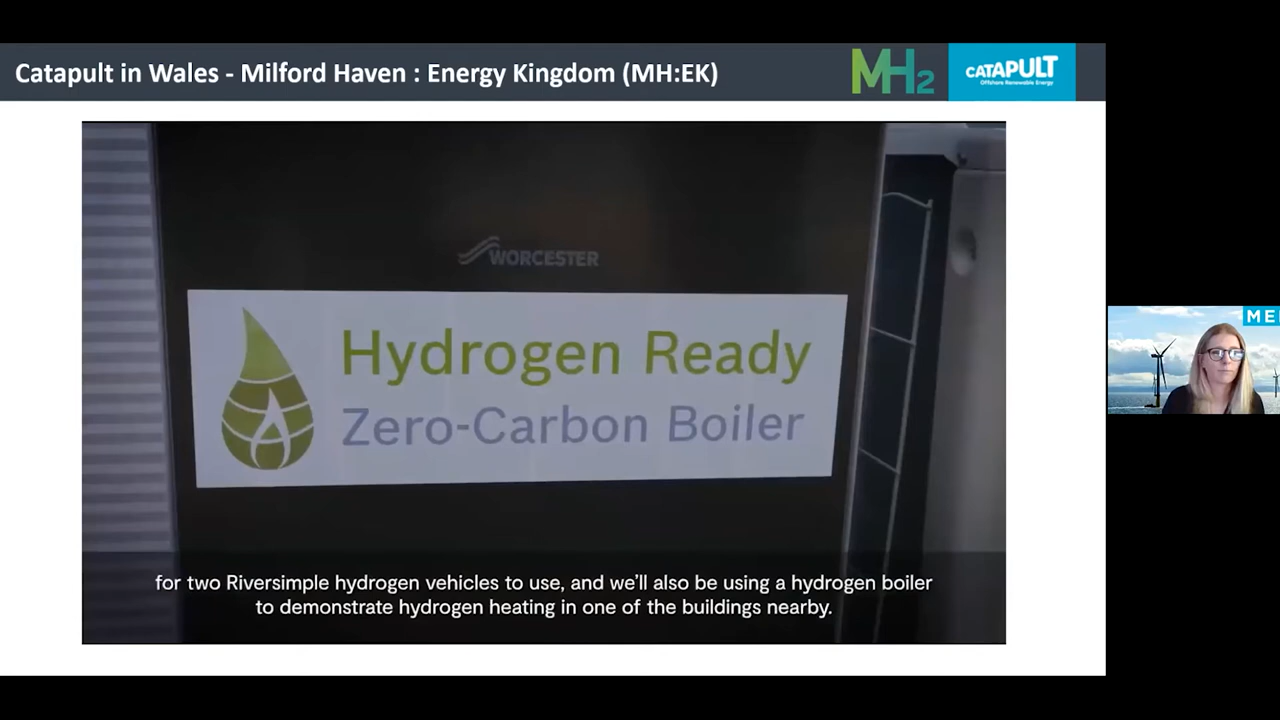 Catapult in Wales - Milford Haven : Energy Kingdom (MH:EK)
MH2
CATAPULT
Offshore Renewable Energy
WORCESTER
Hydrogen Ready
Zero-Carbon Boiler
for two Riversimple hydrogen vehicles to use, and we'll also be using a hydrogen boiler
to demonstrate hydrogen heating in one of the buildings nearby.